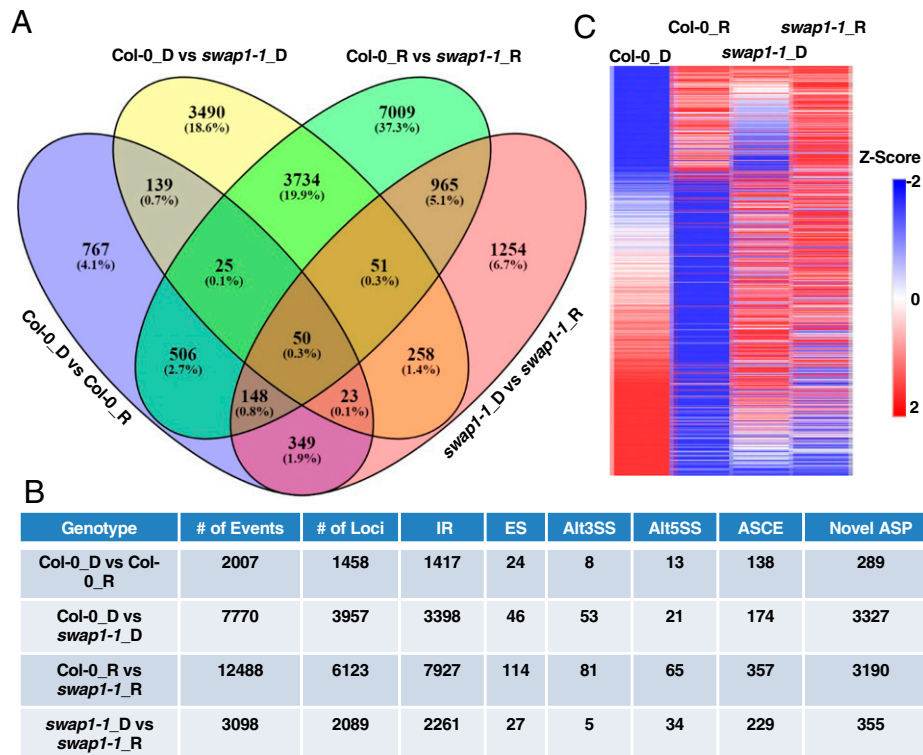 A
Col-0_D vs swap1-1_D
Col-0_R vs swap1-1_R
3490
(18.6%)
7009
(37.3%)
139
(0.7%)
3734
(19.9%)
965
(5.1%)
767
(4.1%)
25
(0.1%)
51
(0.3%)
1254
(6.7%)
506
(2.7%)
50
(0.3%)
258
(1.4%)
148
(0.8%)
23
(0.1%)
349
(1.9%)
Col-0_D vs Col-0_R
swap1-1_D vs swap1-1_R
C
Col-0_R
swap1-1_R
Col-0_D
swap1-1_D
Z-Score
-2
0
2
B
Genotype # of Events # of Loci IR ES Alt3SS Alt5SS ASCE Novel ASP
Col-0_D vs Col-
0_R 2007 1458 1417 24 8 13 138 289
Col-0_D vs
swap1-1_D 7770 3957 3398 46 53 21 174 3327
Col-0_R vs
swap1-1_R 12488 6123 7927 114 81 65 357 3190
swap1-1_D vs
swap1-1_R 3098 2089 2261 27 5 34 229 355